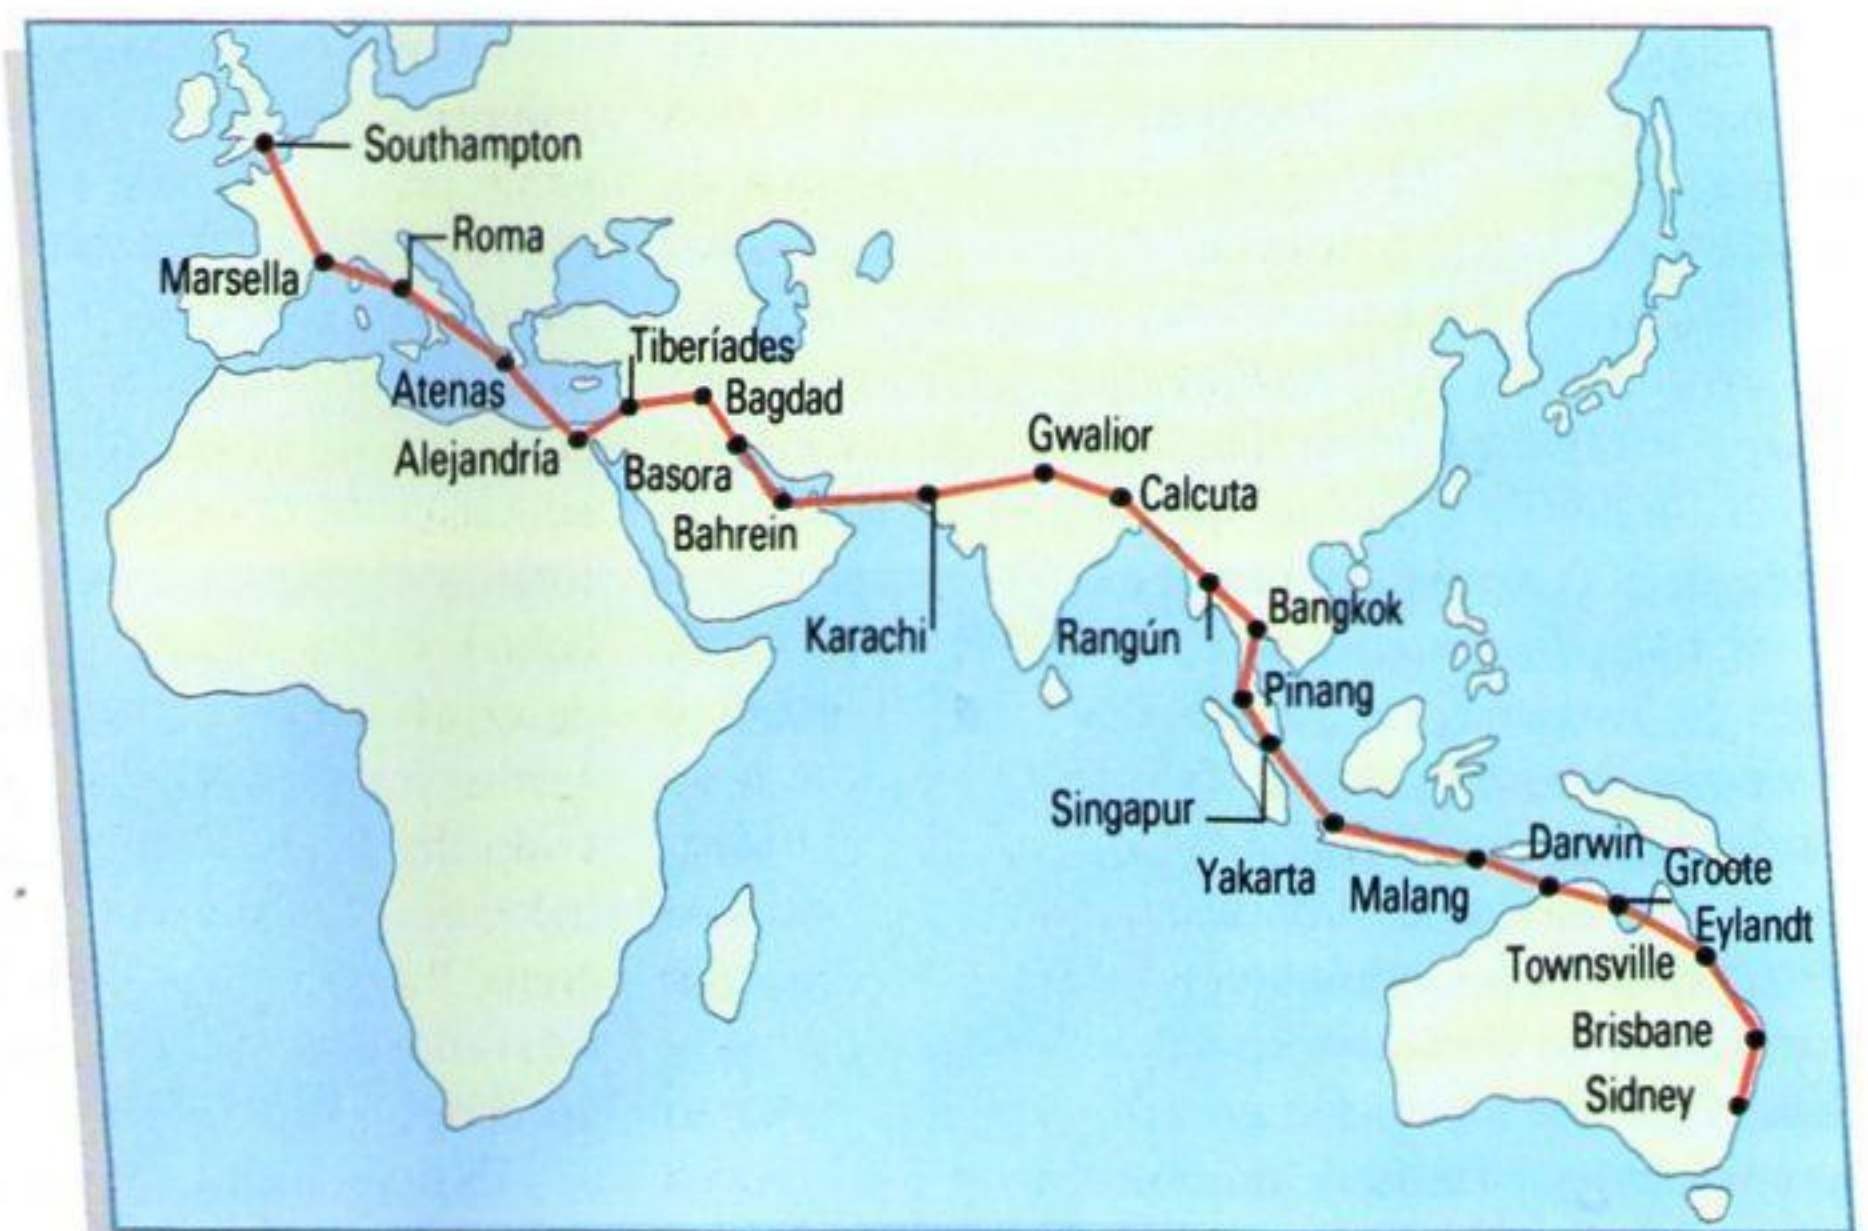 Southampton
Roma
Marsella
Tiberíades
Atenas
Bagdad
Alejandría
Basora
Bahrein
Gwalior
Calcuta
Karachi
Rangún
Bangkok
Pinang
Singapur
Yakarta
Malang
Darwin
Groote
Eylandt
Townsville
Brisbane
Sidney